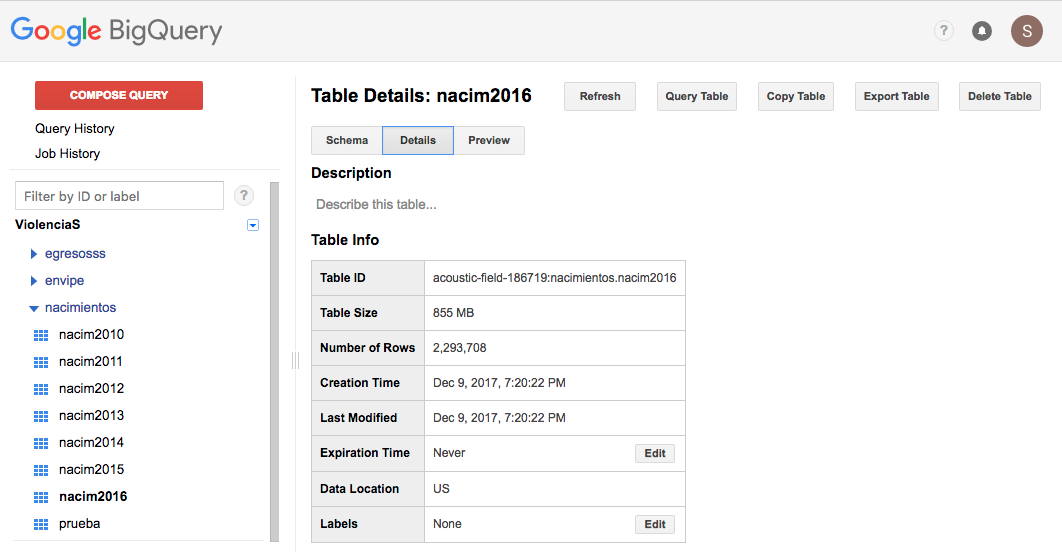 Google BigQuery
?
S
COMPOSE QUERY
Query History
Job History
Filter by ID or label
?
ViolenciaS
egresosss
envipe
nacimientos
nacim2010
nacim2011
nacim2012
nacim2013
nacim2014
nacim2015
nacim2016
prueba
Table Details: nacim2016
Refresh
Query Table
Copy Table
Export Table
Delete Table
Schema
Details
Preview
Description
Describe this table...
Table Info
Table ID acoustic-field-186719:nacimientos.nacim2016
Table Size 855 MB
Number of Rows 2,293,708
Creation Time Dec 9, 2017, 7:20:22 PM
Last Modified Dec 9, 2017, 7:20:22 PM
Expiration Time Never Edit
Data Location US
Labels None Edit